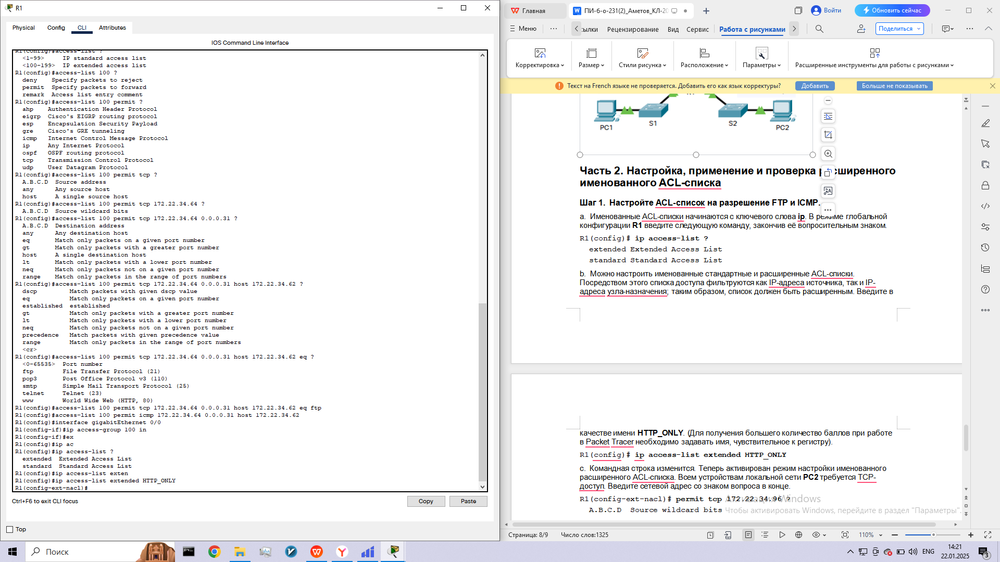 R1
Physical Config CLI Attributes
IOS Command Line Interface
R1(config)#access-list ?
<1-99> IP standard access list
<100-199> IP extended access list
R1(config)#access-list 100 ?
deny Specify packets to reject
permit Specify packets to forward
remark Access list entry comment
R1(config)#access-list 100 permit ?
ahp Authentication Header Protocol
eigrp Cisco's EIGRP routing protocol
esp Encapsulation Security Payload
gre Cisco's GRE tunneling
icmp Internet Control Message Protocol
ip Any Internet Protocol
ospf OSPF routing protocol
tcp Transmission Control Protocol
udp User Datagram Protocol
R1(config)#access-list 100 permit tcp ?
A.B.C.D Source address
any Any source host
host A single source host
R1(config)#access-list 100 permit tcp 172.22.34.64 ?
A.B.C.D Source wildcard bits
R1(config)#access-list 100 permit tcp 172.22.34.64 0.0.0.31 ?
A.B.C.D Destination address
any Any destination host
eq Match only packets on a given port number
gt Match only packets with a greater port number
host A single destination host
lt Match only packets with a lower port number
neq Match only packets not on a given port number
range Match only packets in the range of port numbers
R1(config)#access-list 100 permit tcp 172.22.34.64 0.0.0.31 host 172.22.34.62 ?
dscp Match packets with given dscp value
eq Match only packets on a given port number
established established
gt Match only packets with a greater port number
lt Match only packets with a lower port number
neq Match only packets not on a given port number
precedence Match packets with given precedence value
range Match only packets in the range of port numbers
<cr>
R1(config)#access-list 100 permit tcp 172.22.34.64 0.0.0.31 host 172.22.34.62 eq ?
<0-65535> Port number
ftp File Transfer Protocol (21)
pop3 Post Office Protocol v3 (110)
smtp Simple Mail Transport Protocol (25)
telnet Telnet (23)
www World Wide Web (HTTP, 80)
R1(config)#access-list 100 permit tcp 172.22.34.64 0.0.0.31 host 172.22.34.62 eq ftp
R1(config)#access-list 100 permit icmp 172.22.34.64 0.0.0.31 host 172.22.34.62
R1(config)#interface gigabitEthernet 0/0
R1(config-if)#ip access-group 100 in
R1(config-if)#ex
R1(config)#ip ac
R1(config)#ip access-list ?
extended Extended Access List
standard Standard Access List
R1(config)#ip access-list exten
R1(config)#ip access-list extended HTTP_ONLY
R1(config-ext-nacl)#
Ctrl+F6 to exit CLI focus
Copy Paste
Top
Главная ПИ-б-о-231(2)_Аметов_КЛ-20 Войти Обновить сейчас
Меню ... сылки Рецензирование Вид Сервис Работа с рисунками Поделиться
Корректировка Размер Стили рисунка Расположение Параметры Расширенные инструменты для работы с рисунками
Текст на French языке не проверяется. Добавить его как язык корректуры? Добавить Больше не показывать
PC1 S1 S2 PC2
Часть 2. Настройка, применение и проверка расширенного
именованного ACL-списка
Шаг 1. Настройте ACL-список на разрешение FTP и ICMP.
a. Именованные ACL-списки начинаются с ключевого слова ip. В режиме глобальной
конфигурации R1 введите следующую команду, закончив её вопросительным знаком.
R1(config)# ip access-list ?
extended Extended Access List
standard Standard Access List
b. Можно настроить именованные стандартные и расширенные ACL-списки.
Посредством этого списка доступа фильтруются как IP-адреса источника, так и IP-
адреса узла-назначения; таким образом, список должен быть расширенным. Введите в
качестве имени HTTP_ONLY. (Для получения большего количество баллов при работе
в Packet Tracer необходимо задавать имя, чувствительное к регистру).
R1(config)# ip access-list extended HTTP_ONLY
c. Командная строка изменится. Теперь активирован режим настройки именованного
расширенного ACL-списка. Всем устройствам локальной сети PC2 требуется TCP-
доступ. Введите сетевой адрес со знаком вопроса в конце.
R1(config-ext-nacl)# permit tcp 172.22.34.96 ?
A.B.C.D Source wildcard bits
Активация Windows
Чтобы активировать Windows, перейдите в раздел "Параметры".
Страница: 8/9 Число слов:1325 110%
Поиск
ENG
14:21
22.01.2025
3